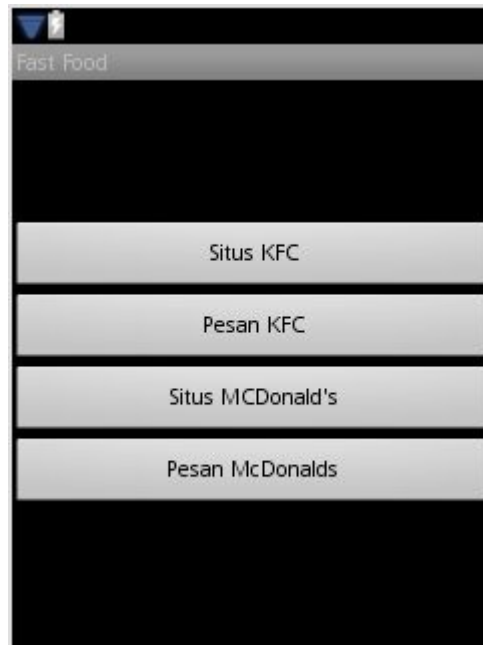 Fast Food
Situs KFC
Pesan KFC
Situs MCDonald's
Pesan McDonalds